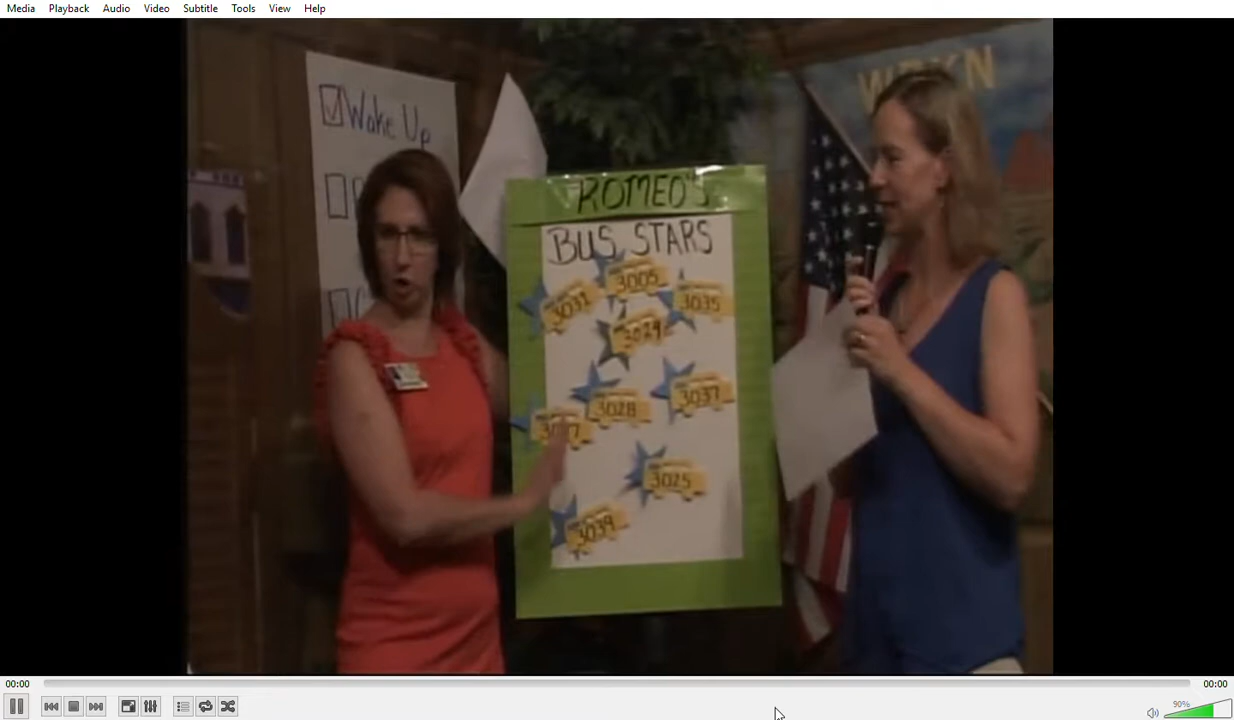 Media Playback Audio Video Subtitle Tools View Help
Wake Up
WRKN
ROMEO'S
BUS STARS
3005
3031
3035
3029
3037
3028
3025
3039
00:00
00:00
90%